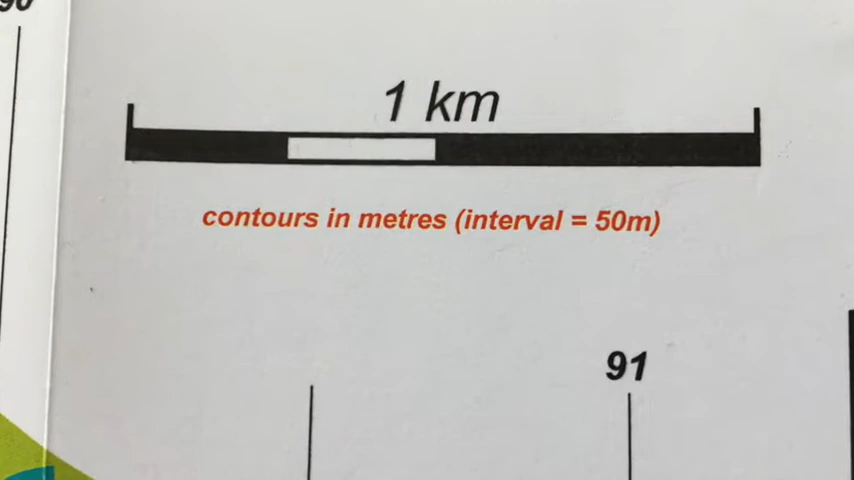 1 km
contours in metres (interval = 50m)
91